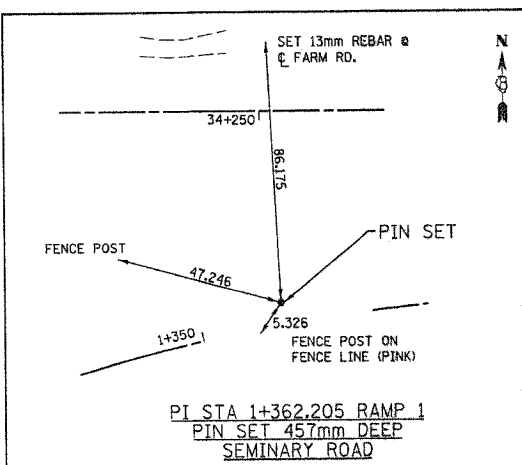 SET 13mm REBAR @
℄ FARM RD.
N
34+250
86.175
FENCE POST
PIN SET
47.246
5.326
FENCE POST ON
FENCE LINE (PINK)
1+350
PI STA 1+362.205 RAMP 1
PIN SET 457mm DEEP
SEMINARY ROAD